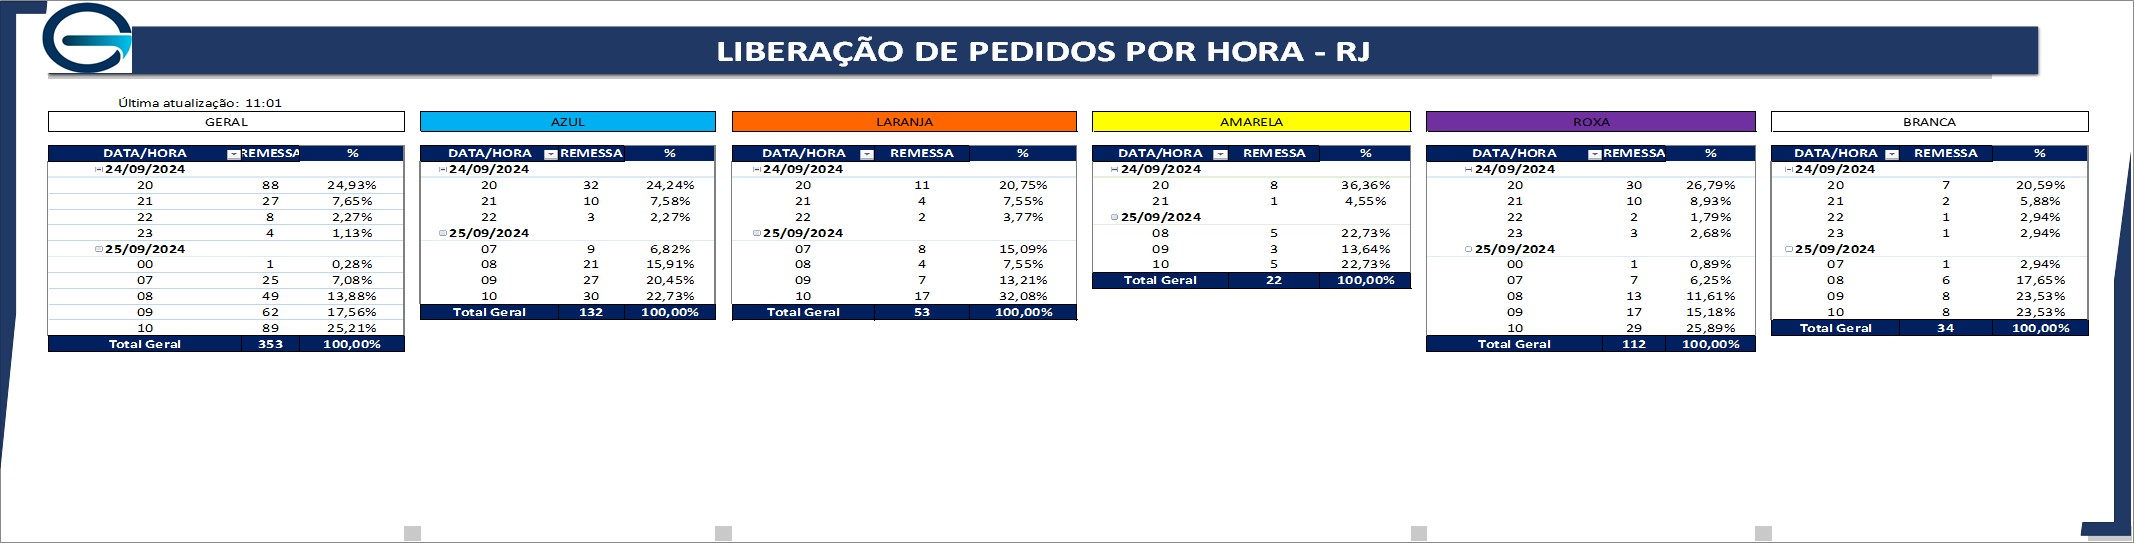 LIBERAÇÃO DE PEDIDOS POR HORA - RJ
Última atualização: 11:01
GERAL
DATA/HORA REMESSA %
24/09/2024
20 88 24,93%
21 27 7,65%
22 8 2,27%
23 4 1,13%
25/09/2024
00 1 0,28%
07 25 7,08%
08 49 13,88%
09 62 17,56%
10 89 25,21%
Total Geral 353 100,00%
AZUL
DATA/HORA REMESSA %
24/09/2024
20 32 24,24%
21 10 7,58%
22 3 2,27%
25/09/2024
07 9 6,82%
08 21 15,91%
09 27 20,45%
10 30 22,73%
Total Geral 132 100,00%
LARANJA
DATA/HORA REMESSA %
24/09/2024
20 11 20,75%
21 4 7,55%
22 2 3,77%
25/09/2024
07 8 15,09%
08 4 7,55%
09 7 13,21%
10 17 32,08%
Total Geral 53 100,00%
AMARELA
DATA/HORA REMESSA %
24/09/2024
20 8 36,36%
21 1 4,55%
25/09/2024
08 5 22,73%
09 3 13,64%
10 5 22,73%
Total Geral 22 100,00%
ROXA
DATA/HORA REMESSA %
24/09/2024
20 30 26,79%
21 10 8,93%
22 2 1,79%
23 3 2,68%
25/09/2024
00 1 0,89%
07 7 6,25%
08 13 11,61%
09 17 15,18%
10 29 25,89%
Total Geral 112 100,00%
BRANCA
DATA/HORA REMESSA %
24/09/2024
20 7 20,59%
21 2 5,88%
22 1 2,94%
23 1 2,94%
25/09/2024
07 1 2,94%
08 6 17,65%
09 8 23,53%
10 8 23,53%
Total Geral 34 100,00%